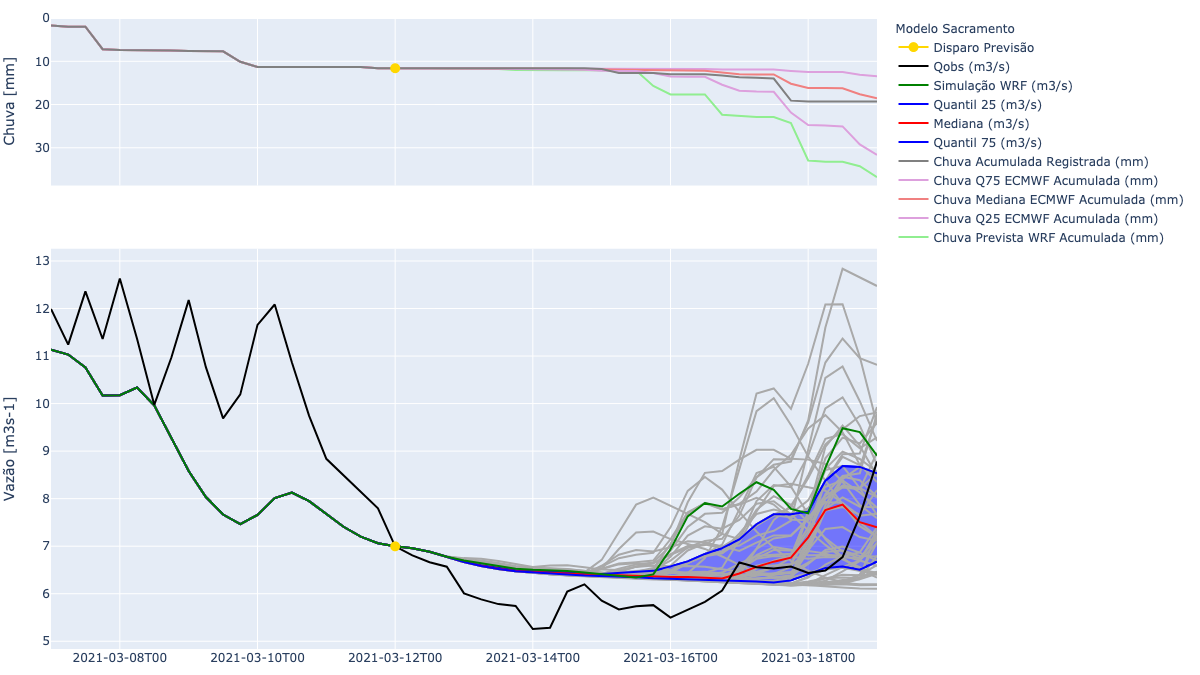 Chuva [mm]
0
10
20
30
Modelo Sacramento
Disparo Previsão
Qobs (m3/s)
Simulação WRF (m3/s)
Quantil 25 (m3/s)
Mediana (m3/s)
Quantil 75 (m3/s)
Chuva Acumulada Registrada (mm)
Chuva Q75 ECMWF Acumulada (mm)
Chuva Mediana ECMWF Acumulada (mm)
Chuva Q25 ECMWF Acumulada (mm)
Chuva Prevista WRF Acumulada (mm)
Vazão [m3s-1]
13
12
11
10
9
8
7
6
5
2021-03-08T00
2021-03-10T00
2021-03-12T00
2021-03-14T00
2021-03-16T00
2021-03-18T00